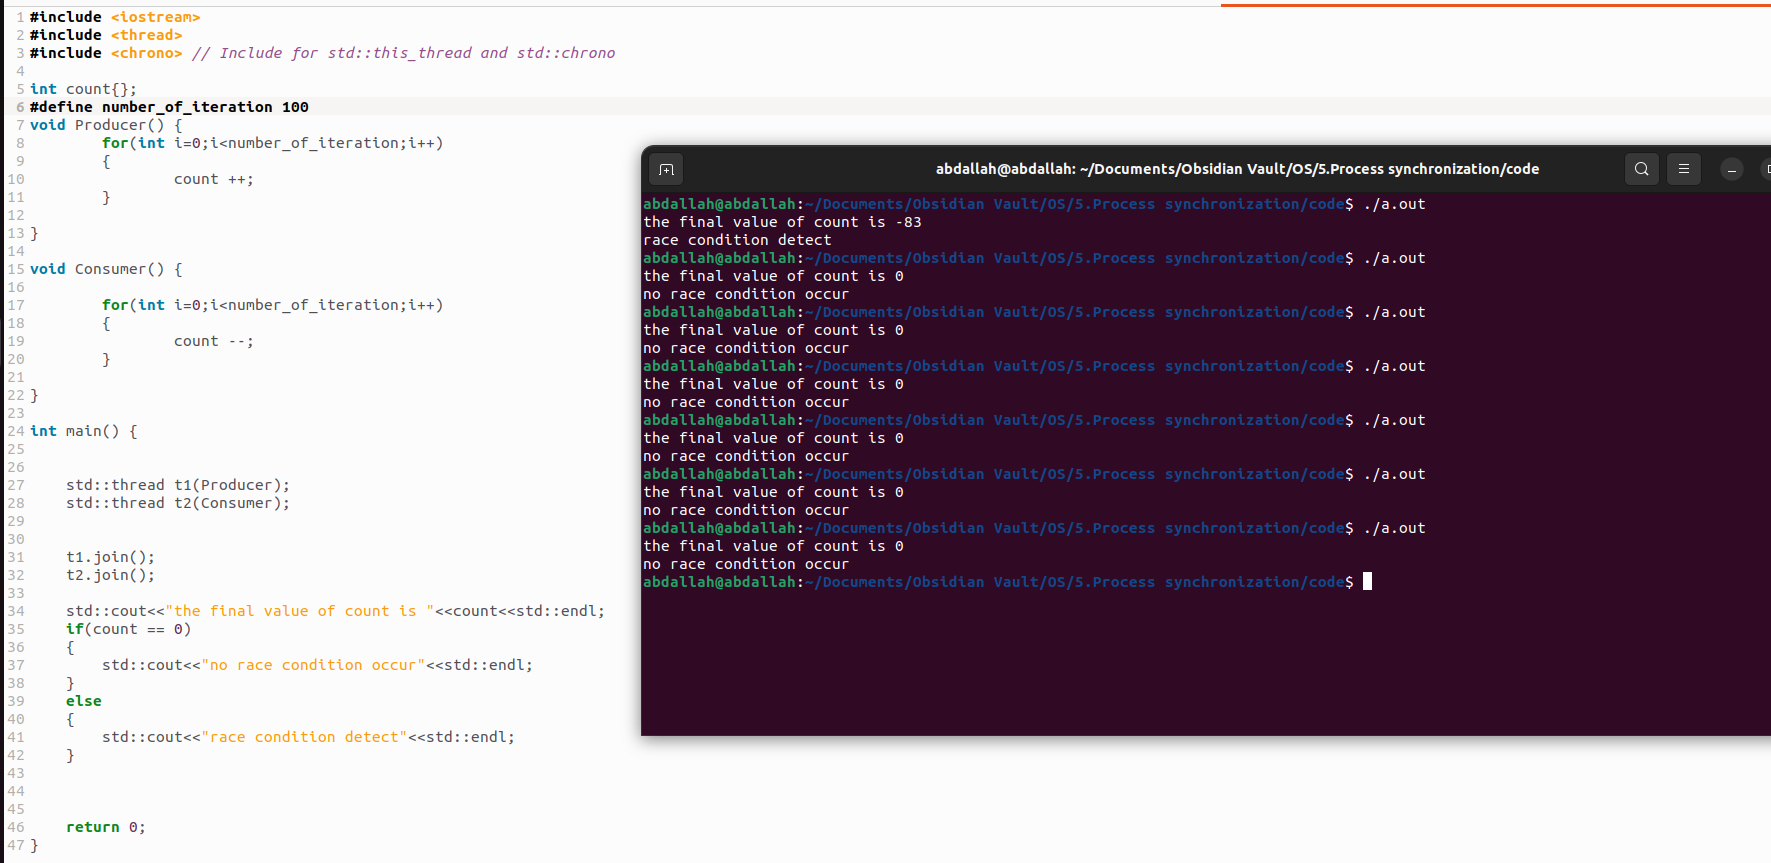 1 #include <iostream>
2 #include <thread>
3 #include <chrono> // Include for std::this_thread and std::chrono
4
5 int count{};
6 #define number_of_iteration 100
7 void Producer() {
8         for(int i=0;i<number_of_iteration;i++)
9         {
10                 count ++;
11         }
12
13 }
14
15 void Consumer() {
16
17         for(int i=0;i<number_of_iteration;i++)
18         {
19                 count --;
20         }
21
22 }
23
24 int main() {
25
26
27     std::thread t1(Producer);
28     std::thread t2(Consumer);
29
30
31     t1.join();
32     t2.join();
33
34     std::cout<<"the final value of count is "<<count<<std::endl;
35     if(count == 0)
36     {
37         std::cout<<"no race condition occur"<<std::endl;
38     }
39     else
40     {
41         std::cout<<"race condition detect"<<std::endl;
42     }
43
44
45
46     return 0;
47 }
abdallah@abdallah: ~/Documents/Obsidian Vault/OS/5.Process synchronization/code
abdallah@abdallah:~/Documents/Obsidian Vault/OS/5.Process synchronization/code$ ./a.out
the final value of count is -83
race condition detect
abdallah@abdallah:~/Documents/Obsidian Vault/OS/5.Process synchronization/code$ ./a.out
the final value of count is 0
no race condition occur
abdallah@abdallah:~/Documents/Obsidian Vault/OS/5.Process synchronization/code$ ./a.out
the final value of count is 0
no race condition occur
abdallah@abdallah:~/Documents/Obsidian Vault/OS/5.Process synchronization/code$ ./a.out
the final value of count is 0
no race condition occur
abdallah@abdallah:~/Documents/Obsidian Vault/OS/5.Process synchronization/code$ ./a.out
the final value of count is 0
no race condition occur
abdallah@abdallah:~/Documents/Obsidian Vault/OS/5.Process synchronization/code$ ./a.out
the final value of count is 0
no race condition occur
abdallah@abdallah:~/Documents/Obsidian Vault/OS/5.Process synchronization/code$ ./a.out
the final value of count is 0
no race condition occur
abdallah@abdallah:~/Documents/Obsidian Vault/OS/5.Process synchronization/code$